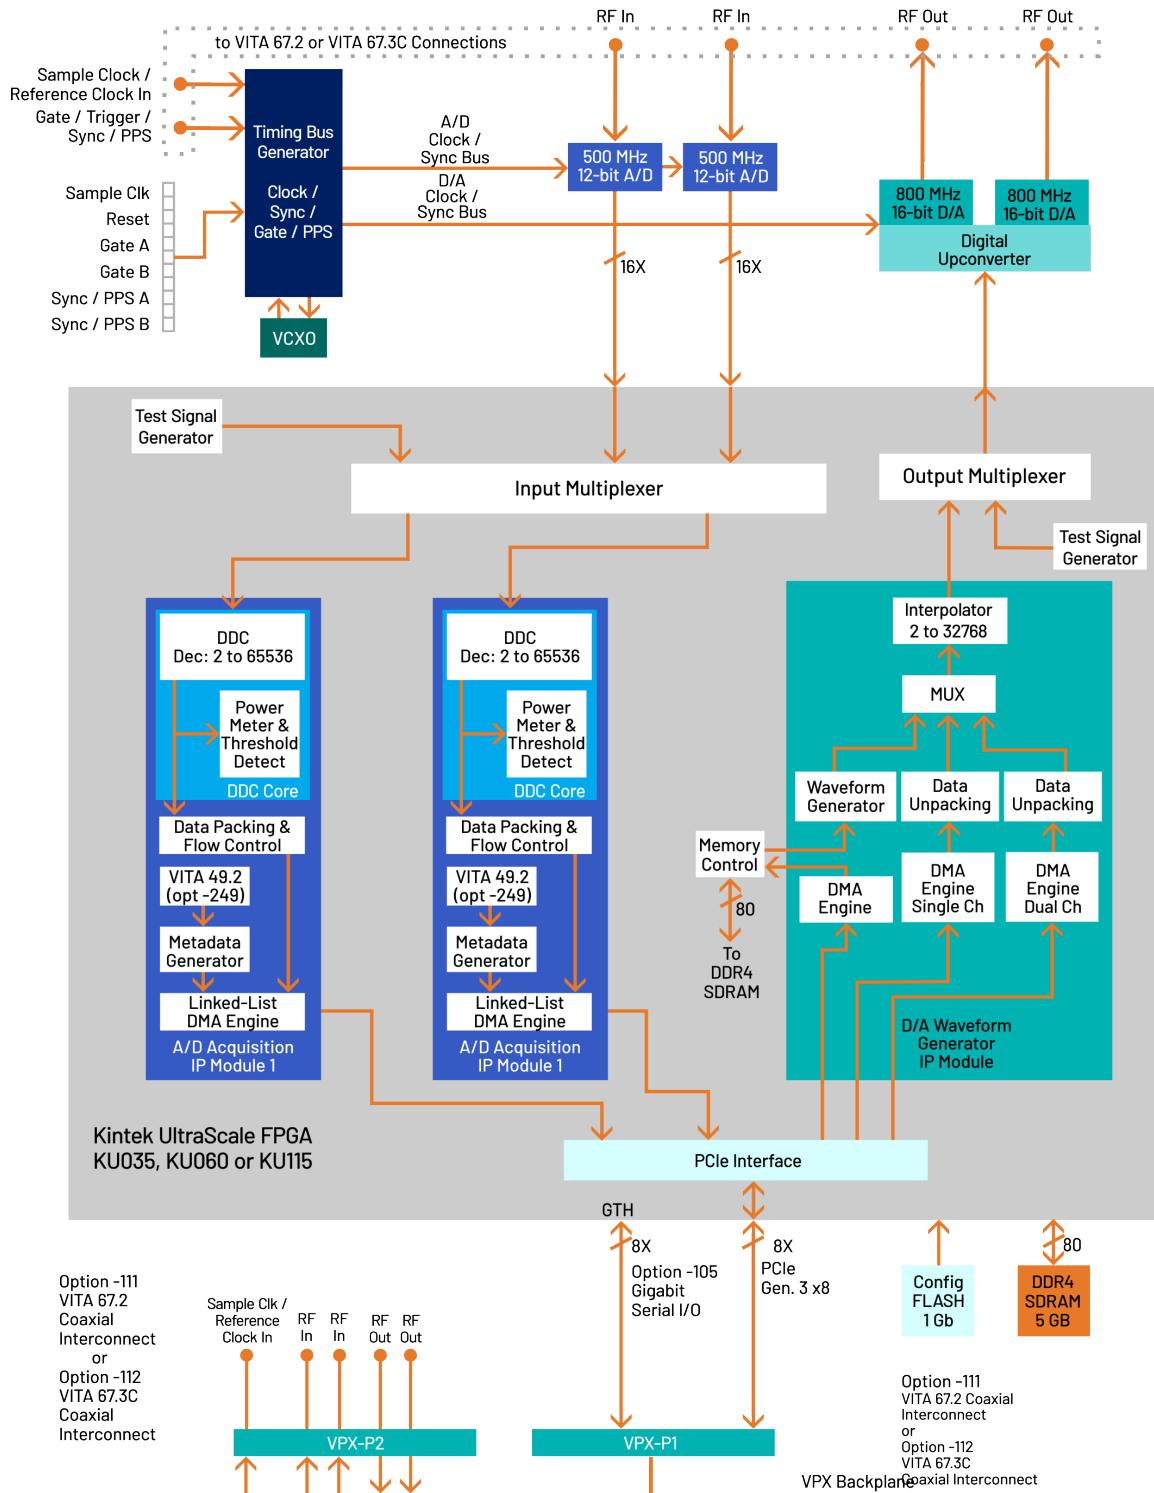 RF In
RF In
RF Out
RF Out
to VITA 67.2 or VITA 67.3C Connections
Sample Clock /
Reference Clock In
Gate / Trigger /
Sync / PPS
Timing Bus
Generator
Clock /
Sync /
Gate / PPS
A/D
Clock /
Sync Bus
D/A
Clock /
Sync Bus
500 MHz
12-bit A/D
500 MHz
12-bit A/D
800 MHz
16-bit D/A
800 MHz
16-bit D/A
Digital
Upconverter
Sample Clk
Reset
Gate A
Gate B
Sync / PPS A
Sync / PPS B
16X
16X
VCXO
Test Signal
Generator
Input Multiplexer
Output Multiplexer
Test Signal
Generator
DDC
Dec: 2 to 65536
Power
Meter &
Threshold
Detect
DDC Core
Data Packing &
Flow Control
VITA 49.2
(opt -249)
Metadata
Generator
Linked-List
DMA Engine
A/D Acquisition
IP Module 1
DDC
Dec: 2 to 65536
Power
Meter &
Threshold
Detect
DDC Core
Data Packing &
Flow Control
VITA 49.2
(opt -249)
Metadata
Generator
Linked-List
DMA Engine
A/D Acquisition
IP Module 1
Interpolator
2 to 32768
MUX
Waveform
Generator
Data
Unpacking
Data
Unpacking
Memory
Control
DMA
Engine
DMA
Engine
Single Ch
DMA
Engine
Dual Ch
80
To
DDR4
SDRAM
D/A Waveform
Generator
IP Module
Kintek UltraScale FPGA
KU035, KU060 or KU115
PCIe Interface
GTH
8X
Option -105
Gigabit
Serial I/O
8X
PCIe
Gen. 3 x8
80
Config
FLASH
1 Gb
DDR4
SDRAM
5 GB
Option -111
VITA 67.2
Coaxial
Interconnect
or
Option -112
VITA 67.3C
Coaxial
Interconnect
Sample Clk /
Reference
Clock In
RF
In
RF
In
RF
Out
RF
Out
VPX-P2
VPX-P1
Option -111
VITA 67.2 Coaxial
Interconnect
or
Option -112
VITA 67.3C
Coaxial Interconnect
VPX Backplane